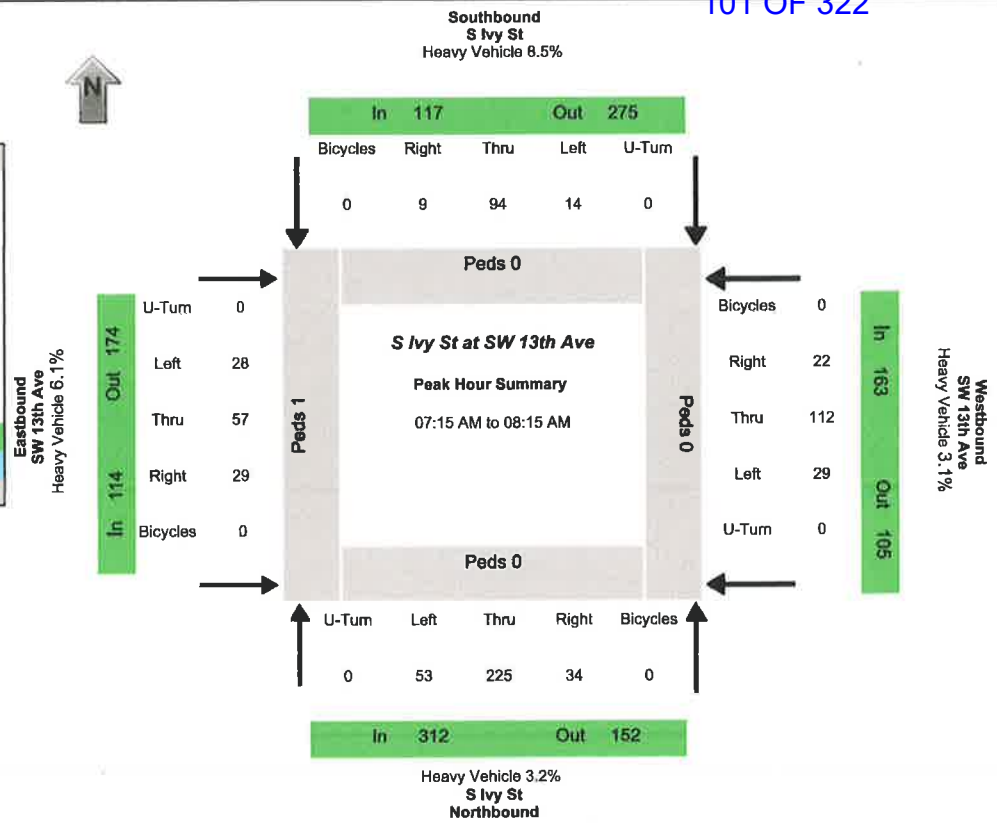 101 OF 322
Southbound
S Ivy St
Heavy Vehicle 8.5%
N
In 117 Out 275
Bicycles Right Thru Left U-Turn
0 9 94 14 0
Peds 0
U-Turn 0
Left 28
Thru 57
Right 29
Bicycles 0
In 114 Out 174
Eastbound
SW 13th Ave
Heavy Vehicle 6.1%
Peds 1
S Ivy St at SW 13th Ave
Peak Hour Summary
07:15 AM to 08:15 AM
Peds 0
Bicycles 0
Right 22
Thru 112
Left 29
U-Turn 0
In 163 Out 105
Westbound
SW 13th Ave
Heavy Vehicle 3.1%
Peds 0
U-Turn Left Thru Right Bicycles
0 53 225 34 0
In 312 Out 152
Heavy Vehicle 3.2%
S Ivy St
Northbound